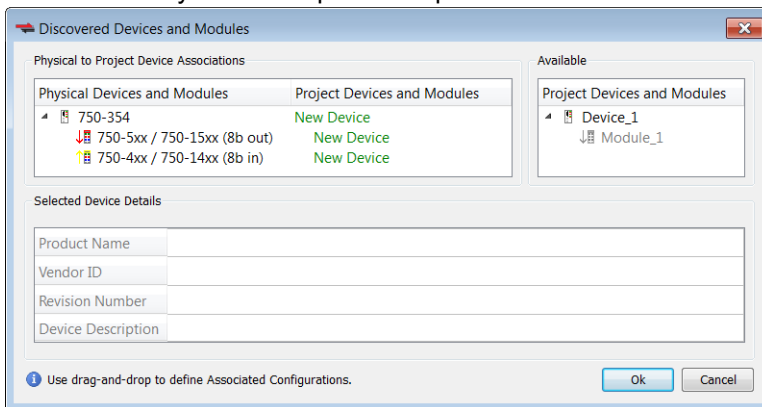 Discovered Devices and Modules
Physical to Project Device Associations
Available
Physical Devices and Modules Project Devices and Modules
Project Devices and Modules
750-354 New Device
Device_1
750-5xx / 750-15xx (8b out) New Device
Module_1
750-4xx / 750-14xx (8b in) New Device
Selected Device Details
Product Name
Vendor ID
Revision Number
Device Description
Use drag-and-drop to define Associated Configurations.
Ok Cancel